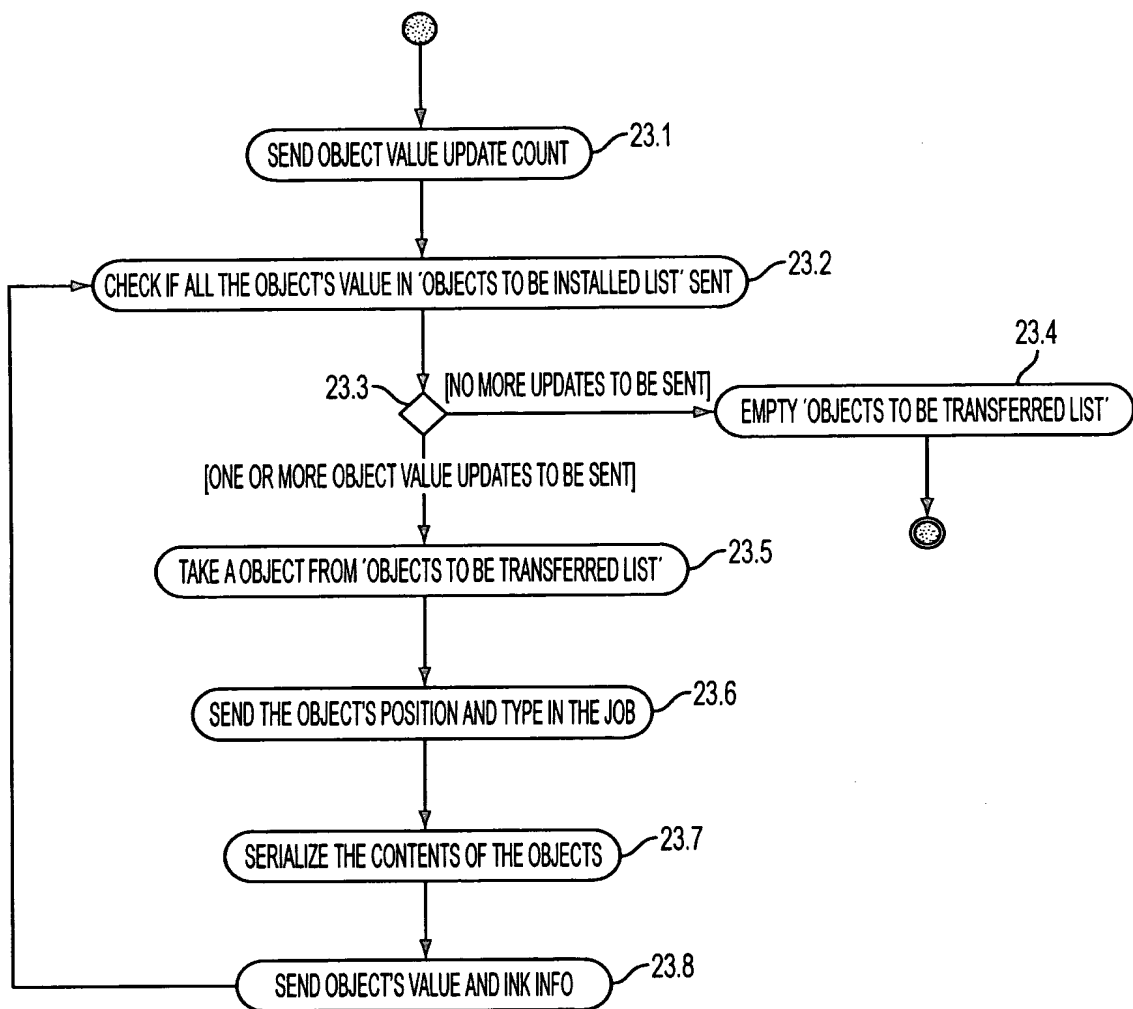 SEND OBJECT VALUE UPDATE COUNT
23.1
CHECK IF ALL THE OBJECT'S VALUE IN 'OBJECTS TO BE INSTALLED LIST' SENT
23.2
23.3
[NO MORE UPDATES TO BE SENT]
23.4
EMPTY 'OBJECTS TO BE TRANSFERRED LIST'
[ONE OR MORE OBJECT VALUE UPDATES TO BE SENT]
TAKE A OBJECT FROM 'OBJECTS TO BE TRANSFERRED LIST'
23.5
SEND THE OBJECT'S POSITION AND TYPE IN THE JOB
23.6
SERIALIZE THE CONTENTS OF THE OBJECTS
23.7
SEND OBJECT'S VALUE AND INK INFO
23.8